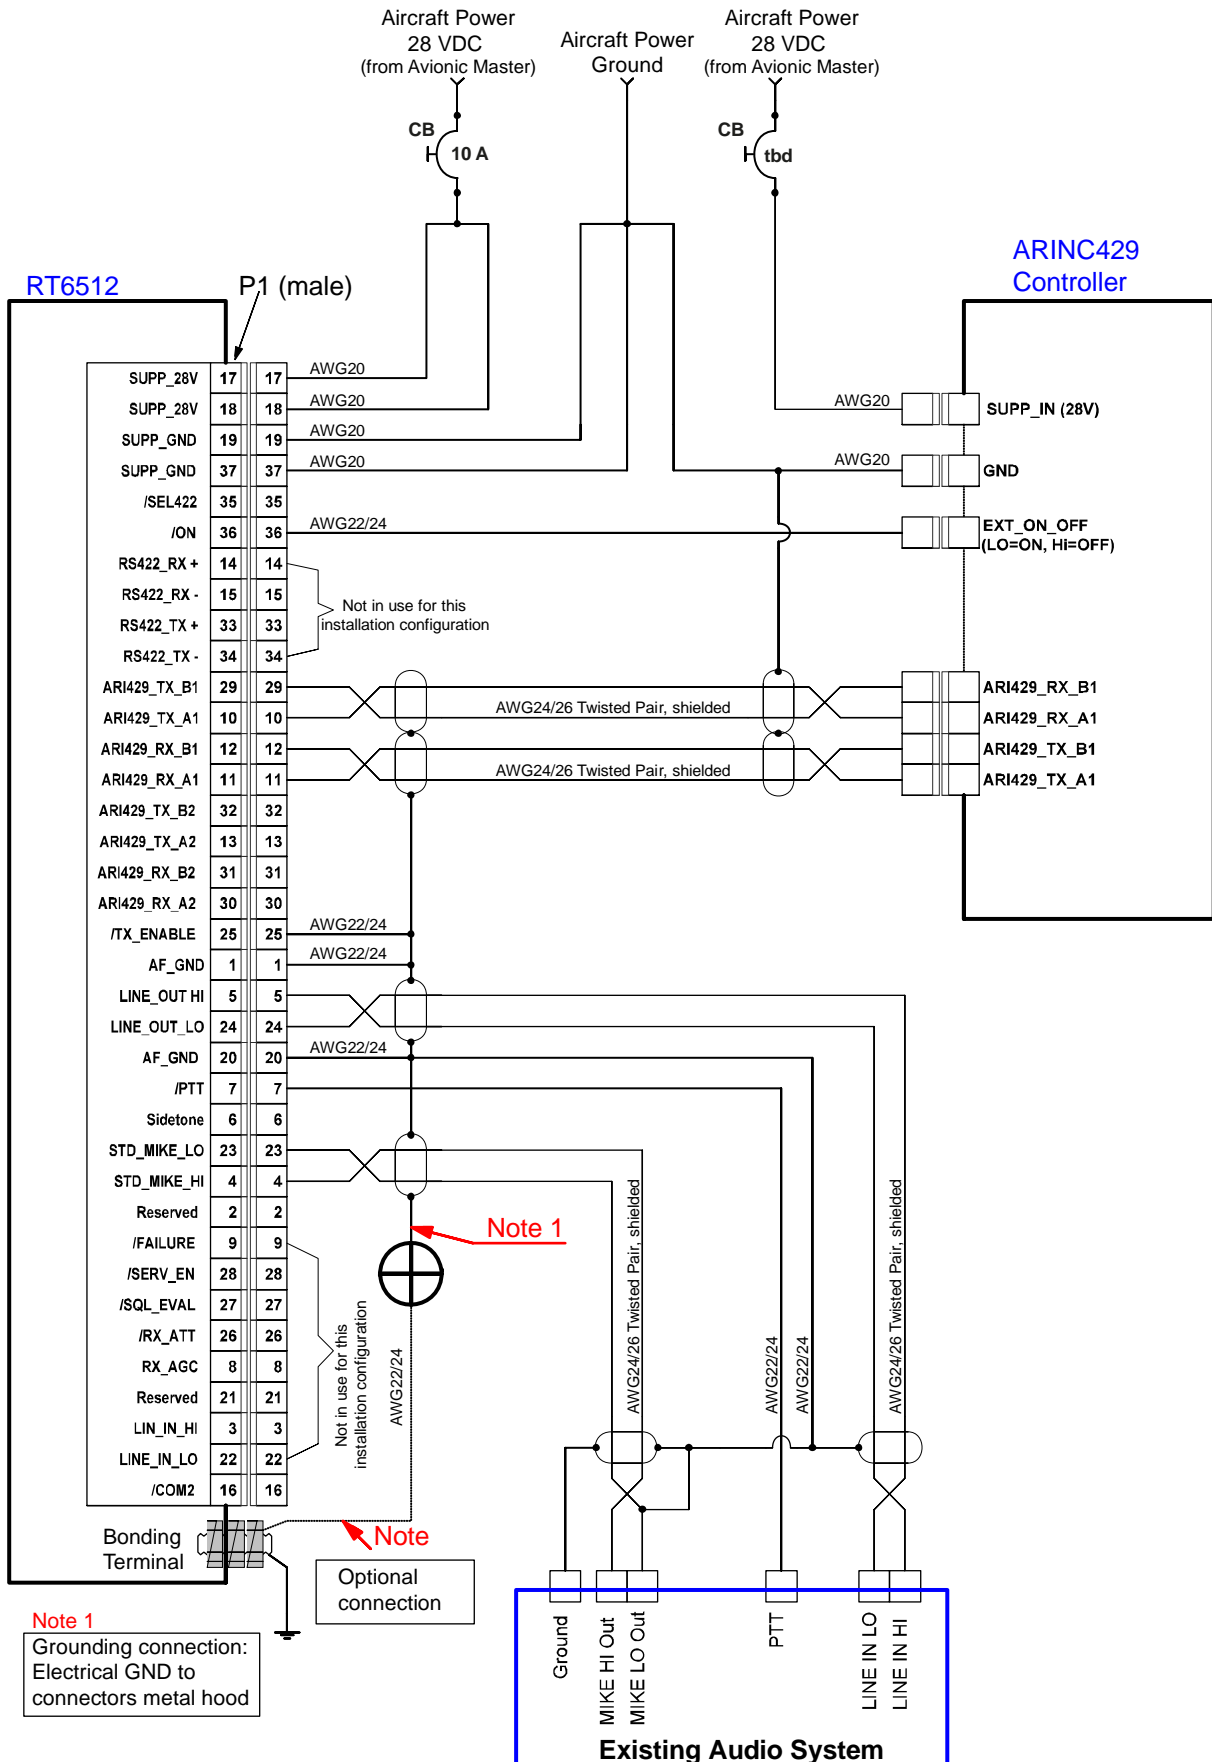 Aircraft Power
28 VDC
(from Avionic Master)
Aircraft Power
Ground
Aircraft Power
28 VDC
(from Avionic Master)
CB
10 A
CB
tbd
RT6512
P1 (male)
ARINC429
Controller
SUPP_28V 17 17 AWG20
SUPP_28V 18 18 AWG20
SUPP_GND 19 19 AWG20
SUPP_GND 37 37 AWG20
/SEL422 35 35
/ON 36 36 AWG22/24
RS422_RX + 14 14
RS422_RX - 15 15
RS422_TX + 33 33
RS422_TX - 34 34
Not in use for this
installation configuration
ARI429_TX_B1 29 29
ARI429_TX_A1 10 10
AWG24/26 Twisted Pair, shielded
ARI429_RX_B1 12 12
ARI429_RX_A1 11 11
AWG24/26 Twisted Pair, shielded
ARI429_TX_B2 32 32
ARI429_TX_A2 13 13
ARI429_RX_B2 31 31
ARI429_RX_A2 30 30
/TX_ENABLE 25 25 AWG22/24
AF_GND 1 1 AWG22/24
LINE_OUT HI 5 5
LINE_OUT_LO 24 24
AF_GND 20 20 AWG22/24
/PTT 7 7
Sidetone 6 6
STD_MIKE_LO 23 23
STD_MIKE_HI 4 4
Reserved 2 2
/FAILURE 9 9
/SERV_EN 28 28
/SQL_EVAL 27 27
/RX_ATT 26 26
RX_AGC 8 8
Reserved 21 21
LIN_IN_HI 3 3
LINE_IN_LO 22 22
/COM2 16 16
AWG20 SUPP_IN (28V)
AWG20 GND
EXT_ON_OFF
(LO=ON, Hi=OFF)
ARI429_RX_B1
ARI429_RX_A1
ARI429_TX_B1
ARI429_TX_A1
Note 1
Not in use for this
installation configuration
AWG22/24
AWG24/26 Twisted Pair, shielded
AWG22/24
AWG22/24
AWG24/26 Twisted Pair, shielded
Bonding
Terminal
Note
Optional
connection
Note 1
Grounding connection:
Electrical GND to
connectors metal hood
Ground
MIKE HI Out
MIKE LO Out
PTT
LINE IN LO
LINE IN HI
Existing Audio System